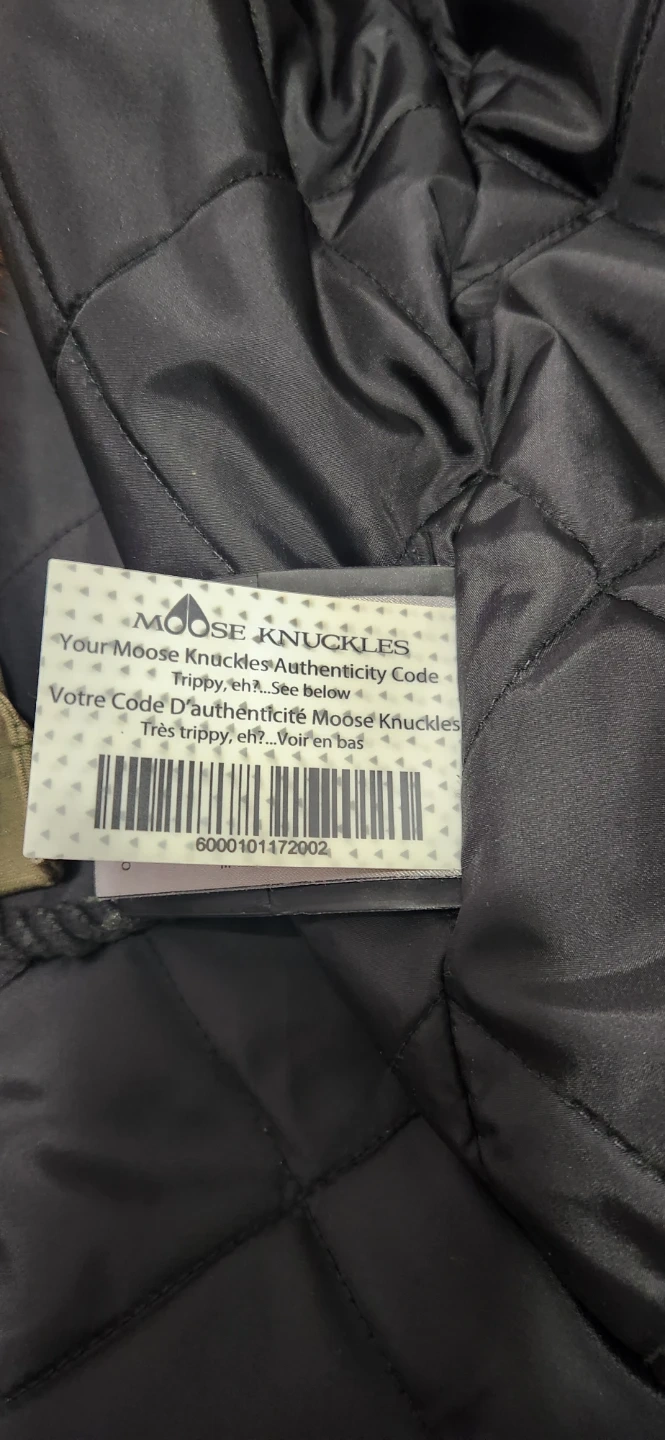 MOOSE KNUCKLES
Your Moose Knuckles Authenticity Code
Trippy, eh?...See below
Votre Code D'authenticité Moose Knuckles
Très trippy, eh?...Voir en bas
6000101172002